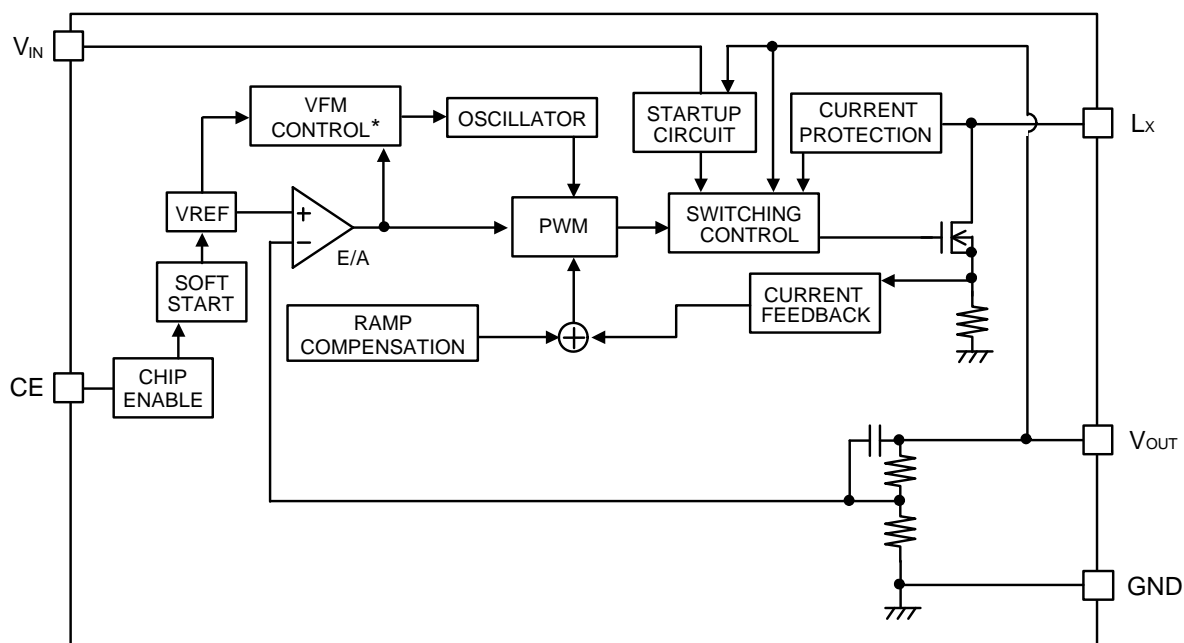 VIN
VFM
CONTROL*
OSCILLATOR
STARTUP
CIRCUIT
CURRENT
PROTECTION
LX
VREF
+
−
E/A
PWM
SWITCHING
CONTROL
SOFT
START
RAMP
COMPENSATION
CURRENT
FEEDBACK
CE
CHIP
ENABLE
VOUT
GND